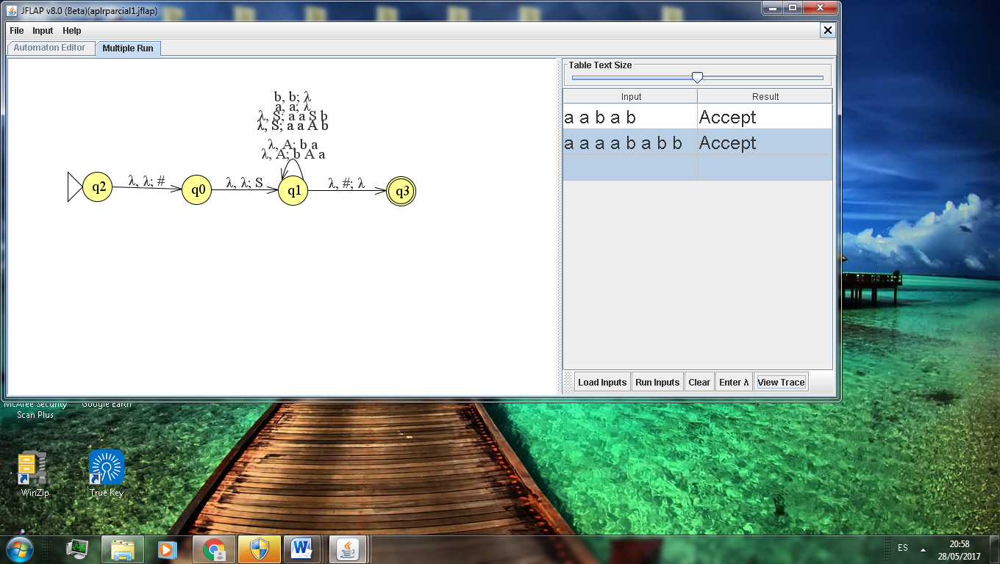 JFLAP v8.0 (Beta)(aplrparcial1.jflap)
File Input Help
Automaton Editor Multiple Run
b, b; λ
a, a; λ
λ, S; a a S b
λ, S; a a A b
λ, A; b a
λ, A; b A a
q2 λ, λ; # q0 λ, λ; S q1 λ, #; λ q3
Table Text Size
Input Result
a a b a b Accept
a a a a b a b b Accept
Load Inputs Run Inputs Clear Enter λ View Trace
McAfee Security
Scan Plus
Google Earth
WinZip
True Key
ES
20:58
28/05/2017